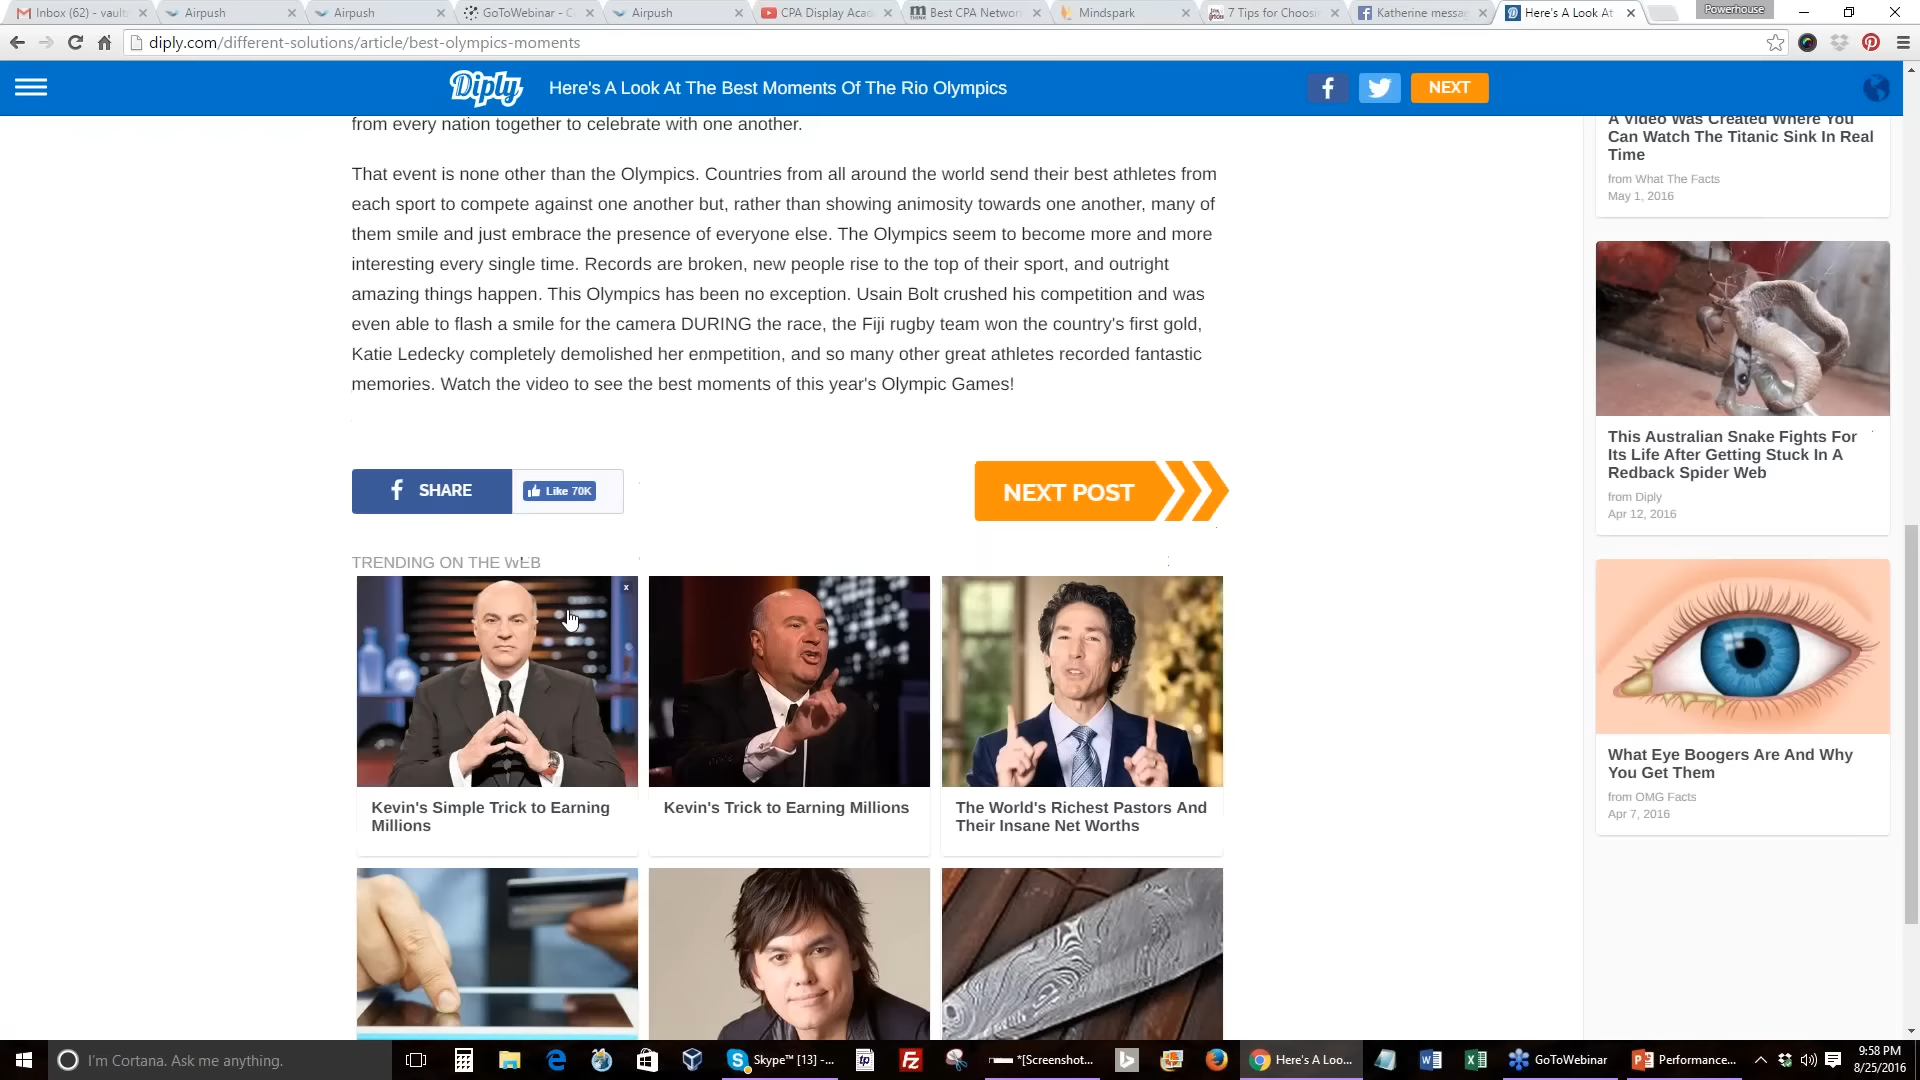 Inbox (62) - vault
Airpush
Airpush
GoToWebinar - C
Airpush
CPA Display Aca
Best CPA Networ
Mindspark
7 Tips for Choosi
Katherine messa
Here's A Look At
Powerhouse
diply.com/different-solutions/article/best-olympics-moments
Diply
Here's A Look At The Best Moments Of The Rio Olympics
NEXT
from every nation together to celebrate with one another.
That event is none other than the Olympics. Countries from all around the world send their best athletes from
each sport to compete against one another but, rather than showing animosity towards one another, many of
them smile and just embrace the presence of everyone else. The Olympics seem to become more and more
interesting every single time. Records are broken, new people rise to the top of their sport, and outright
amazing things happen. This Olympics has been no exception. Usain Bolt crushed his competition and was
even able to flash a smile for the camera DURING the race, the Fiji rugby team won the country's first gold,
Katie Ledecky completely demolished her enmpetition, and so many other great athletes recorded fantastic
memories. Watch the video to see the best moments of this year's Olympic Games!
SHARE
Like 70K
NEXT POST
TRENDING ON THE WEB
x
Kevin's Simple Trick to Earning
Millions
Kevin's Trick to Earning Millions
The World's Richest Pastors And
Their Insane Net Worths
A Video Was Created Where You
Can Watch The Titanic Sink In Real
Time
from What The Facts
May 1, 2016
This Australian Snake Fights For
Its Life After Getting Stuck In A
Redback Spider Web
from Diply
Apr 12, 2016
What Eye Boogers Are And Why
You Get Them
from OMG Facts
Apr 7, 2016
I'm Cortana. Ask me anything.
Skype™ [13] -...
*[Screenshot...
Here's A Loo...
GoToWebinar
Performance...
9:58 PM
8/25/2016